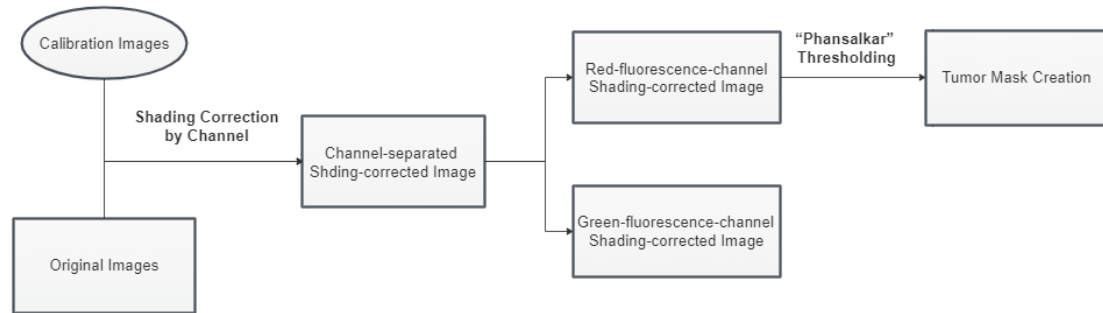 Calibration Images
Shading Correction
by Channel
Original Images
Channel-separated
Shding-corrected Image
Red-fluorescence-channel
Shading-corrected Image
“Phansalkar”
Thresholding
Tumor Mask Creation
Green-fluorescence-channel
Shading-corrected Image